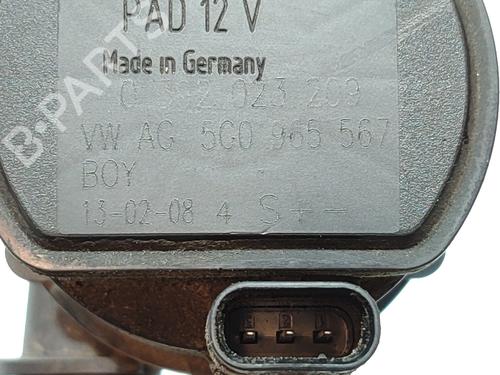 PAD 12 V
Made in Germany
0 392 023 209
VW AG 5G0 965 567
BOY
13-02-08 4 S + -
B-PARTS